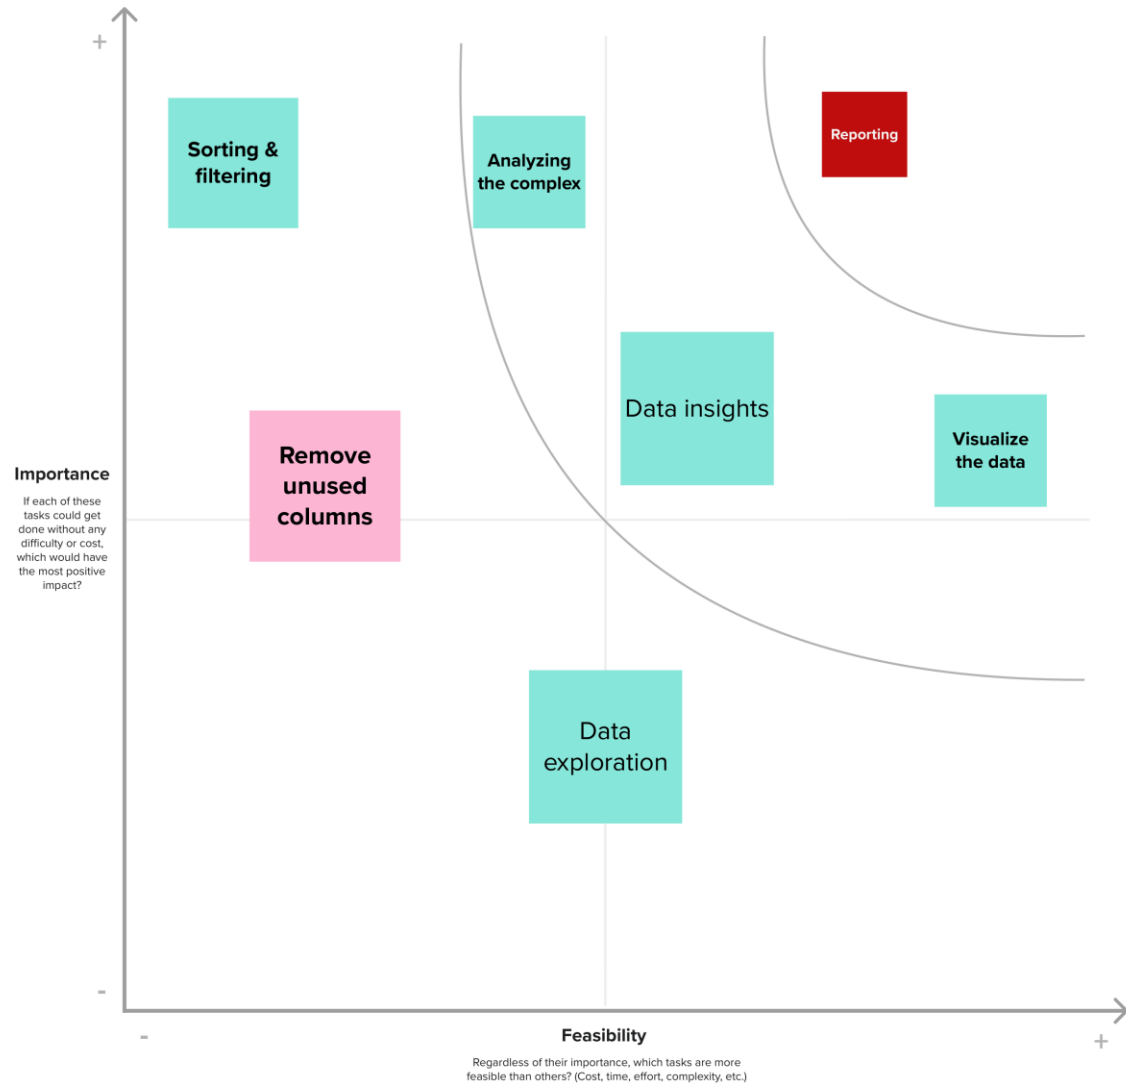 +
Sorting &
filtering
Analyzing
the complex
Reporting
Data insights
Visualize
the data
Remove
unused
columns
Importance
If each of these
tasks could get
done without any
difficulty or cost,
which would have
the most positive
impact?
Data
exploration
-
-
Feasibility
+
Regardless of their importance, which tasks are more
feasible than others? (Cost, time, effort, complexity, etc.)